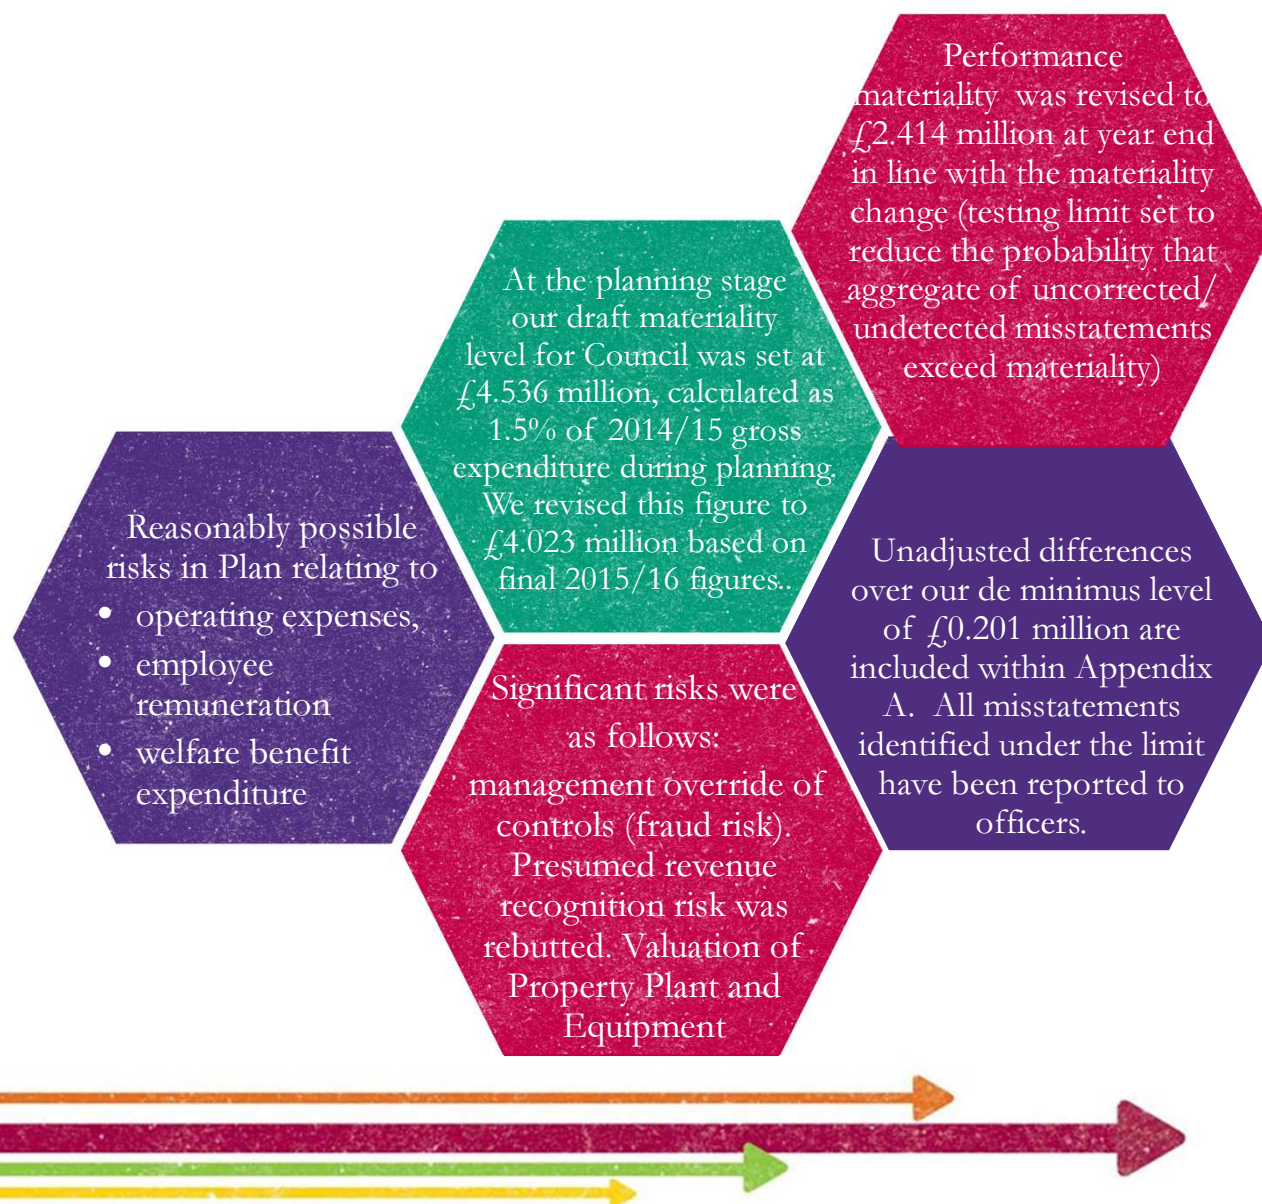 Performance
materiality was revised to
£2.414 million at year end
in line with the materiality
change (testing limit set to
reduce the probability that
aggregate of uncorrected/
undetected misstatements
exceed materiality)
At the planning stage
our draft materiality
level for Council was set at
£4.536 million, calculated as
1.5% of 2014/15 gross
expenditure during planning.
We revised this figure to
£4.023 million based on
final 2015/16 figures..
Reasonably possible
risks in Plan relating to
• operating expenses,
• employee
remuneration
• welfare benefit
expenditure
Unadjusted differences
over our de minimus level
of £0.201 million are
included within Appendix
A. All misstatements
identified under the limit
have been reported to
officers.
Significant risks were
as follows:
management override of
controls (fraud risk).
Presumed revenue
recognition risk was
rebutted. Valuation of
Property Plant and
Equipment